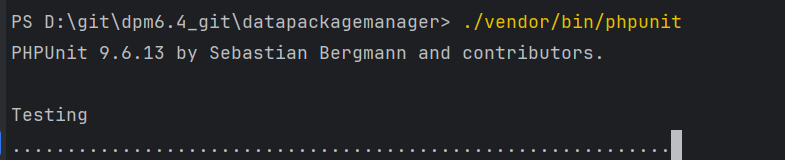 PS D:\git\dpm6.4_git\datapackagemanager> ./vendor/bin/phpunit
PHPUnit 9.6.13 by Sebastian Bergmann and contributors.
Testing
.............................................................